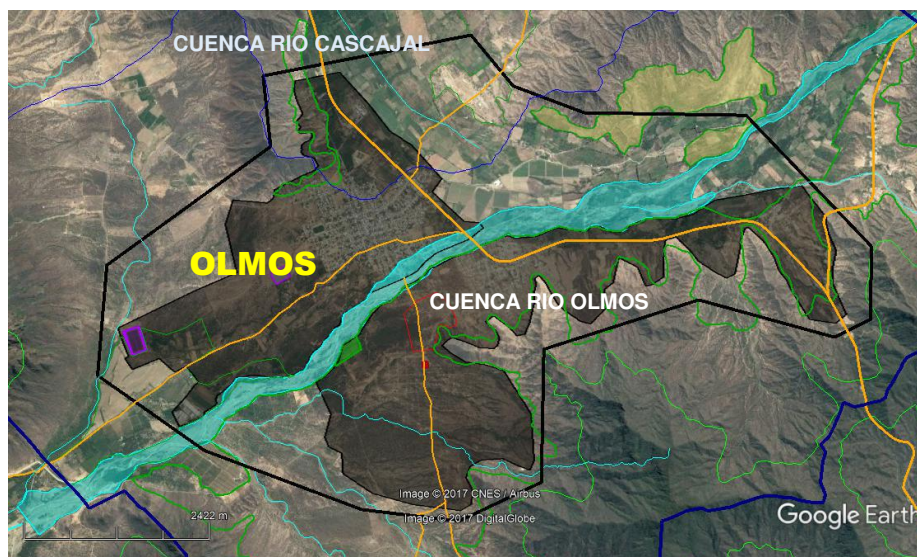 CUENCA RIO CASCAJAL
OLMOS
CUENCA RIO OLMOS
Image © 2017 CNES / Airbus
2422 m
Image © 2017 DigitalGlobe
Google Earth